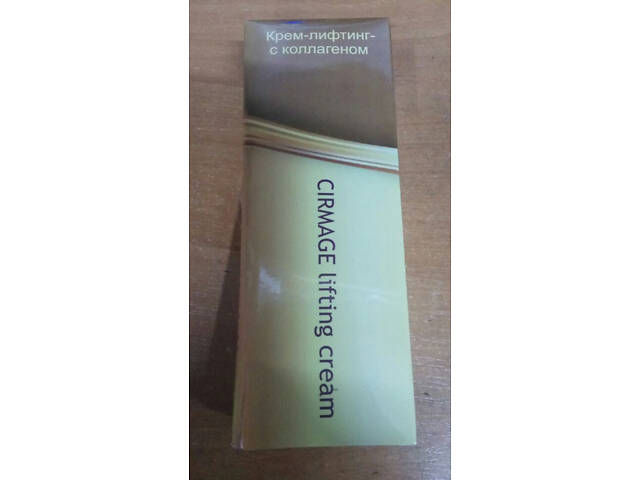 Крем-лифтинг-
с коллагеном
CIRMAGE lifting cream